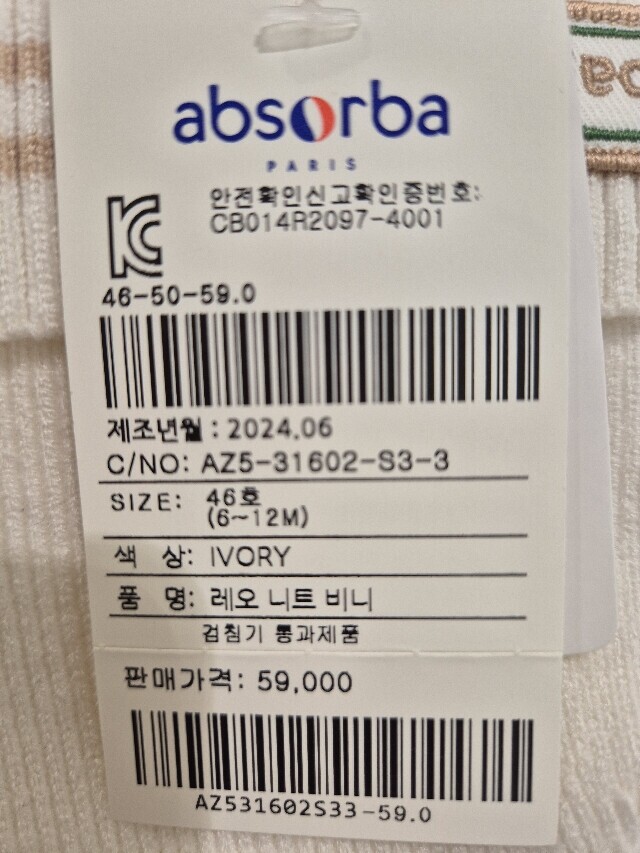 absorba
PARIS
안전확인신고확인증번호:
CB014R2097-4001
46-50-59.0
제조년월 : 2024.06
C/NO: AZ5-31602-S3-3
SIZE: 46호
(6~12M)
색 상: IVORY
품 명: 레오 니트 비니
검침기 통과제품
판매가격: 59,000
AZ531602S33-59.0